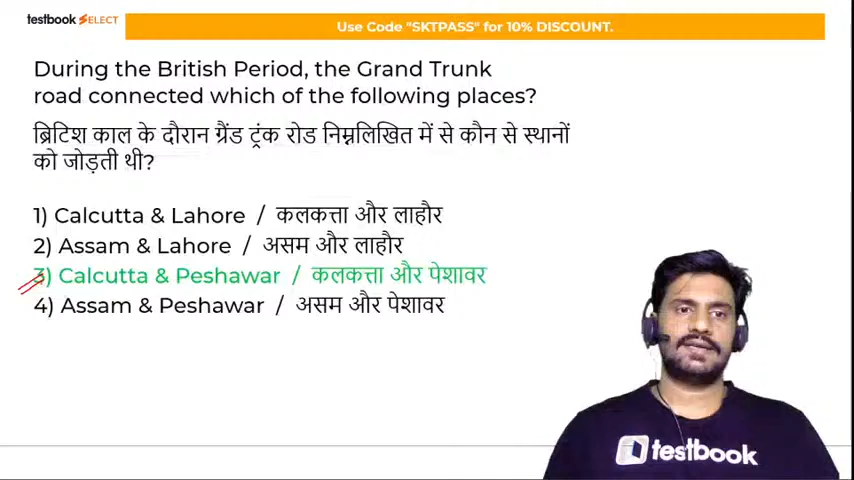 testbook SELECT
Use Code "SKTPASS" for 10% DISCOUNT.
During the British Period, the Grand Trunk
road connected which of the following places?
ब्रिटिश काल के दौरान ग्रैंड ट्रंक रोड निम्नलिखित में से कौन से स्थानों
को जोड़ती थी?
1) Calcutta & Lahore / कलकत्ता और लाहौर
2) Assam & Lahore / असम और लाहौर
3) Calcutta & Peshawar / कलकत्ता और पेशावर
4) Assam & Peshawar / असम और पेशावर
testbook